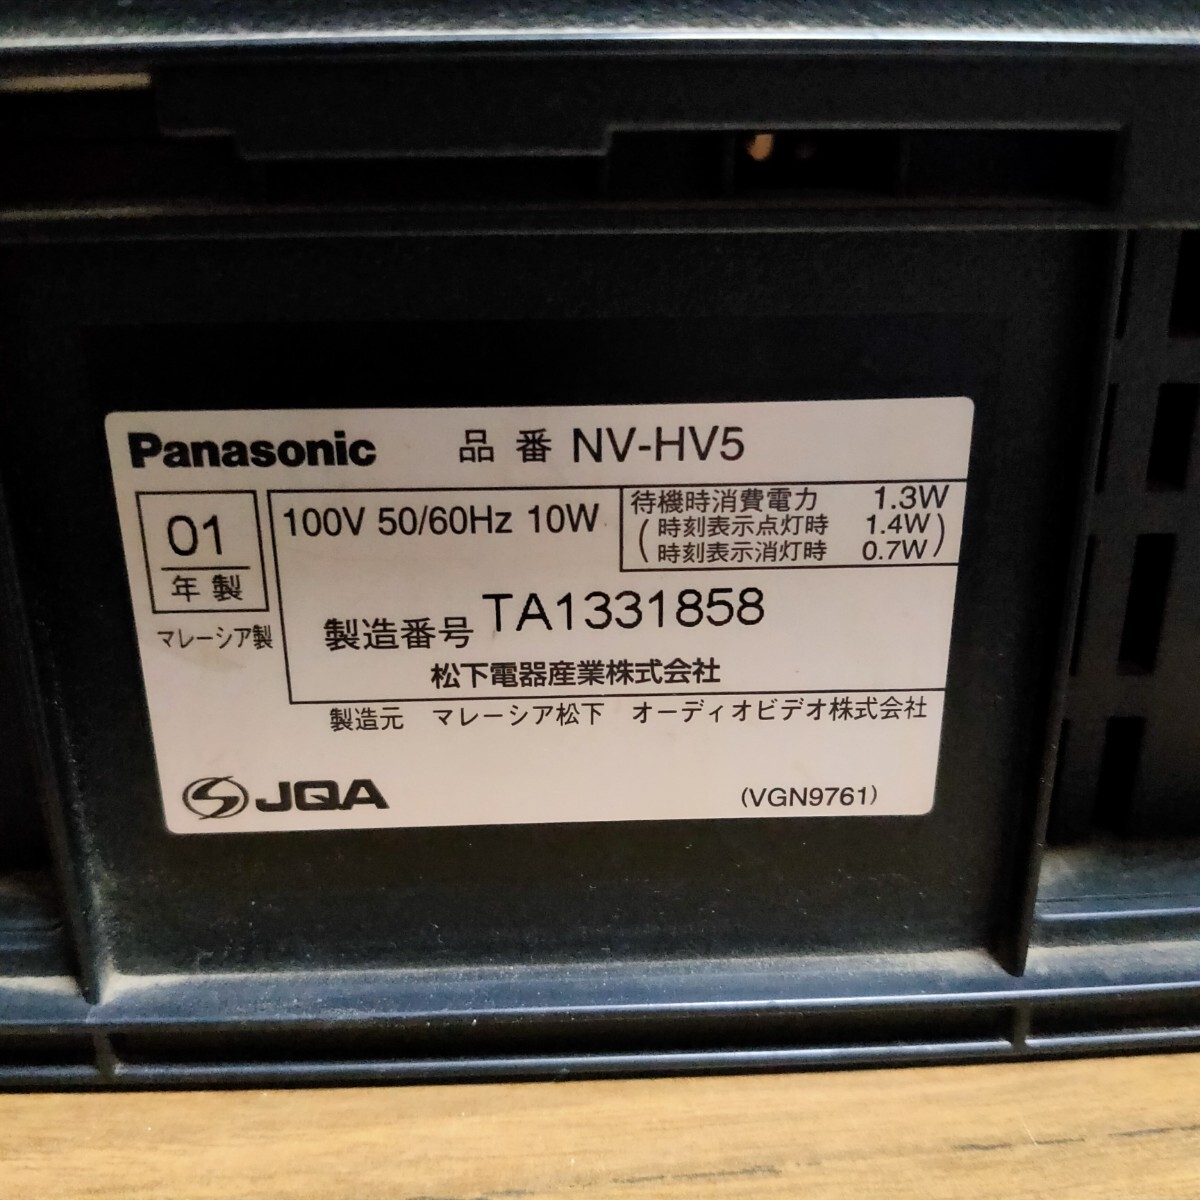 Panasonic 品番 NV-HV5
01
年製
マレーシア製
100V 50/60Hz 10W
待機時消費電力 1.3W
(時刻表示点灯時 1.4W
時刻表示消灯時 0.7W)
製造番号 TA1331858
松下電器産業株式会社
製造元 マレーシア松下 オーディオビデオ株式会社
JQA
(VGN9761)